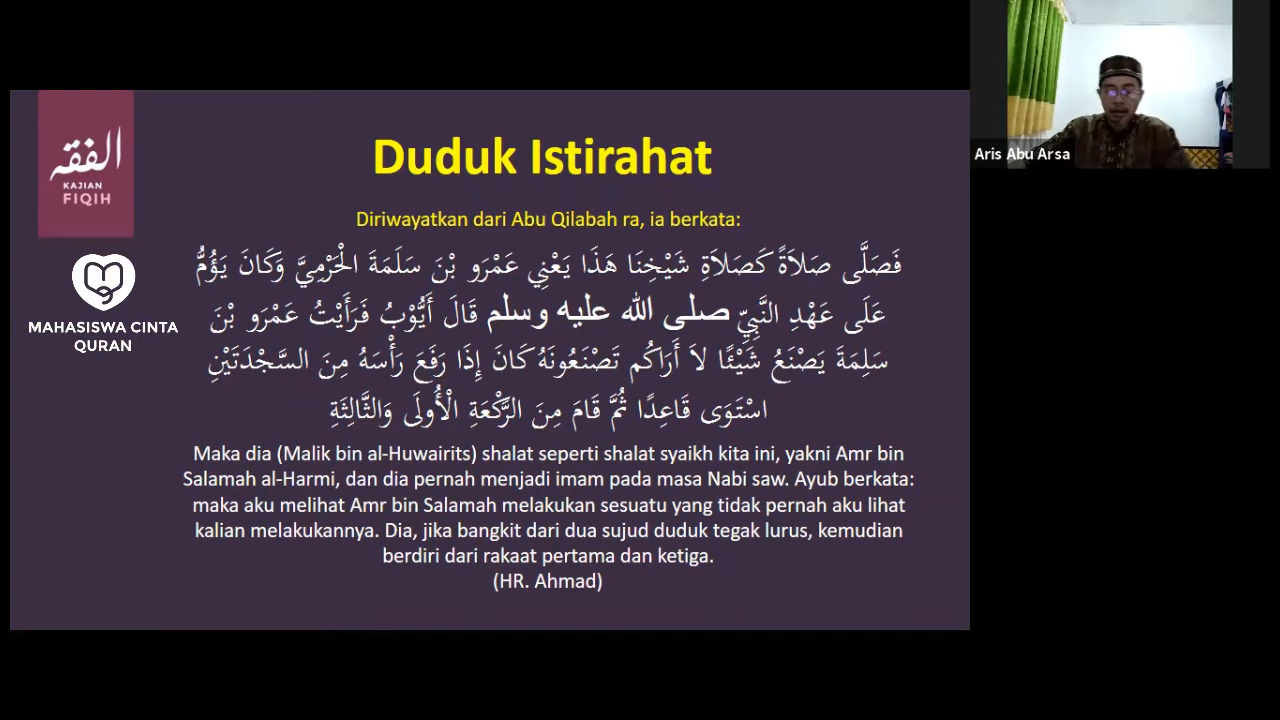 الفقه
KAJIAN
FIQIH
MAHASISWA CINTA
QURAN
Duduk Istirahat
Diriwayatkan dari Abu Qilabah ra, ia berkata:
فَصَلَّى صَلاَةً كَصَلاَةِ شَيْخِنَا هَذَا يَعْنِي عَمْرَو بْنَ سَلَمَةَ الْحَرْمِيَّ وَكَانَ يَؤُمُّ
عَلَى عَهْدِ النَّبِيِّ صلى الله عليه وسلم قَالَ أَيُّوْبُ فَرَأَيْتُ عَمْرَو بْنَ
سَلِمَةَ يَصْنَعُ شَيْئًا لاَ أَرَاكُم تَصْنَعُونَهُ كَانَ إِذَا رَفَعَ رَأْسَهُ مِنَ السَّجْدَتَيْنِ
اسْتَوَى قَاعِدًا ثُمَّ قَامَ مِنَ الرَّكْعَةِ الْأُولَى وَالثَّالِثَةِ
Maka dia (Malik bin al-Huwairits) shalat seperti shalat syaikh kita ini, yakni Amr bin
Salamah al-Harmi, dan dia pernah menjadi imam pada masa Nabi saw. Ayub berkata:
maka aku melihat Amr bin Salamah melakukan sesuatu yang tidak pernah aku lihat
kalian melakukannya. Dia, jika bangkit dari dua sujud duduk tegak lurus, kemudian
berdiri dari rakaat pertama dan ketiga.
(HR. Ahmad)
Aris Abu Arsa